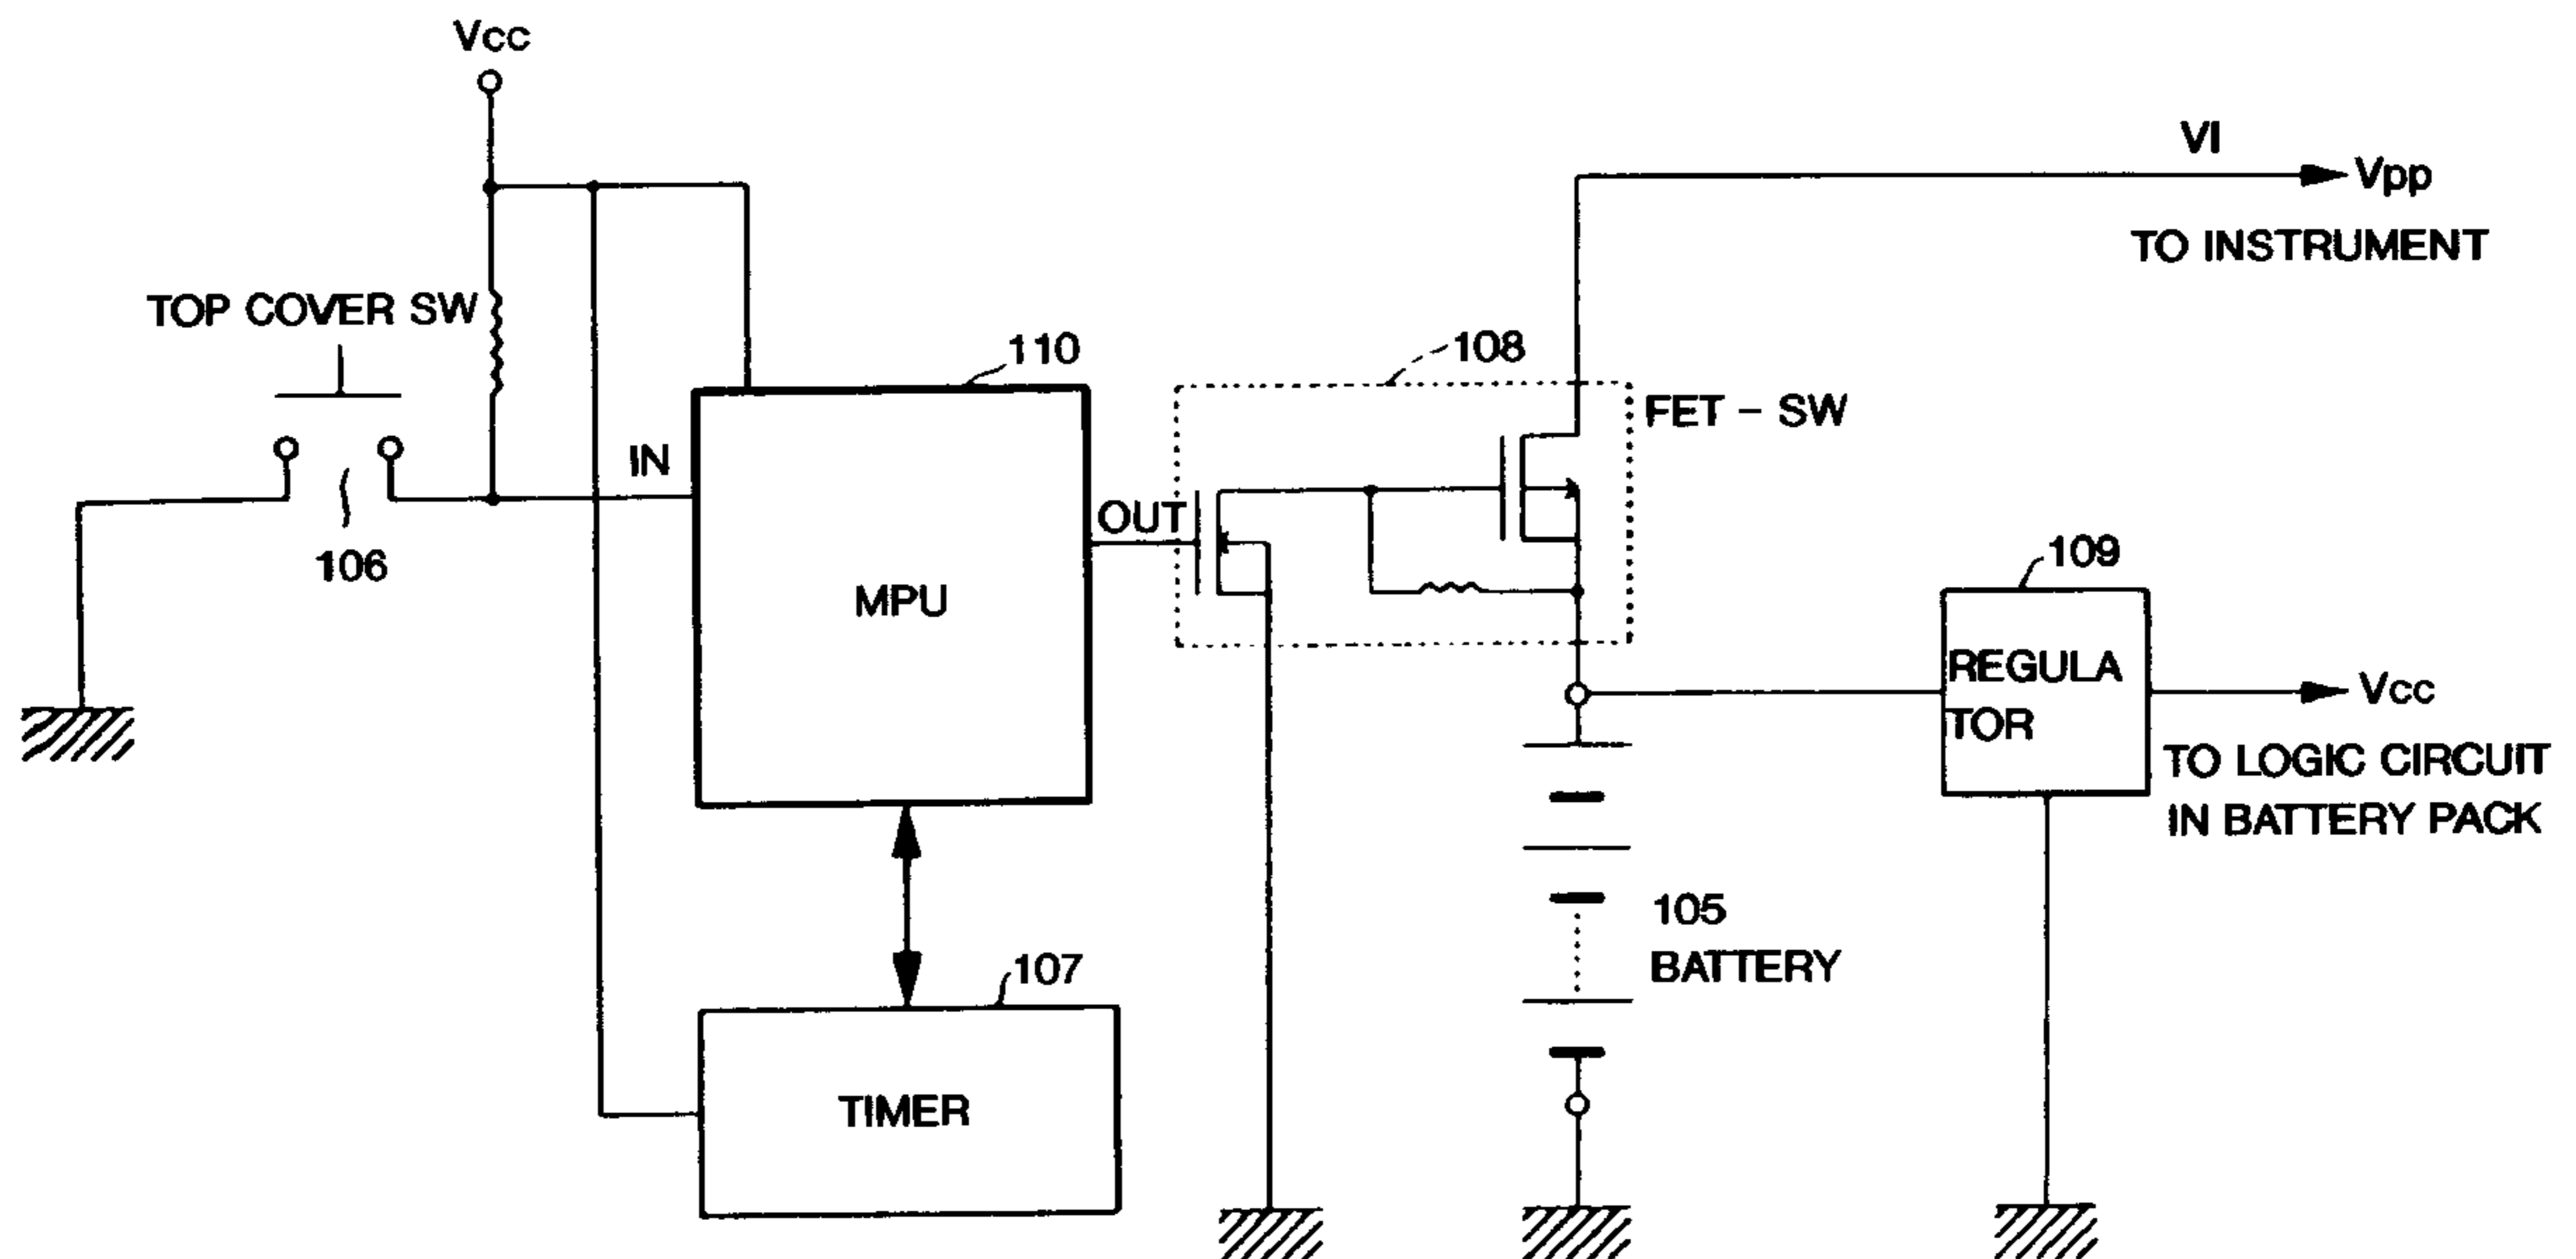 Vcc
VI
Vpp
TO INSTRUMENT
TOP COVER SW
110
108
FET - SW
IN
OUT
106
109
MPU
REGULA
TOR
Vcc
TO LOGIC CIRCUIT
IN BATTERY PACK
105
BATTERY
107
TIMER